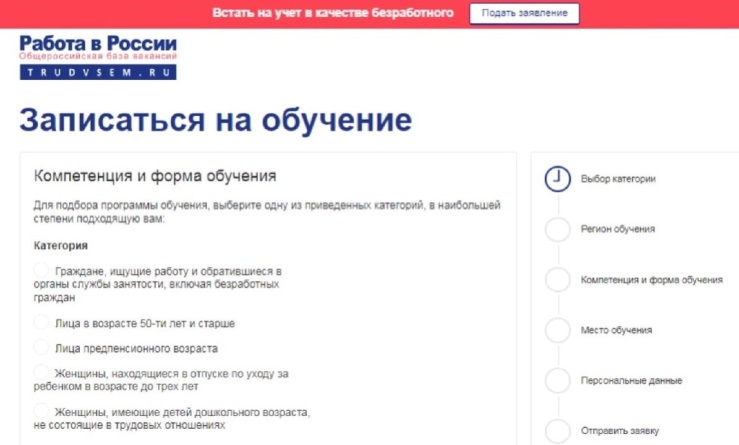 Встать на учет в качестве безработного Подать заявление
Работа в России
Общероссийская база вакансий
TRUDVSEM.RU
Записаться на обучение
Компетенция и форма обучения
Для подбора программы обучения, выберите одну из приведенных категорий, в наибольшей
степени подходящую вам:
Категория
Граждане, ищущие работу и обратившиеся в
органы службы занятости, включая безработных
граждан
Лица в возрасте 50-ти лет и старше
Лица предпенсионного возраста
Женщины, находящиеся в отпуске по уходу за
ребенком в возрасте до трех лет
Женщины, имеющие детей дошкольного возраста,
не состоящие в трудовых отношениях
Выбор категории
Регион обучения
Компетенция и форма обучения
Место обучения
Персональные данные
Отправить заявку